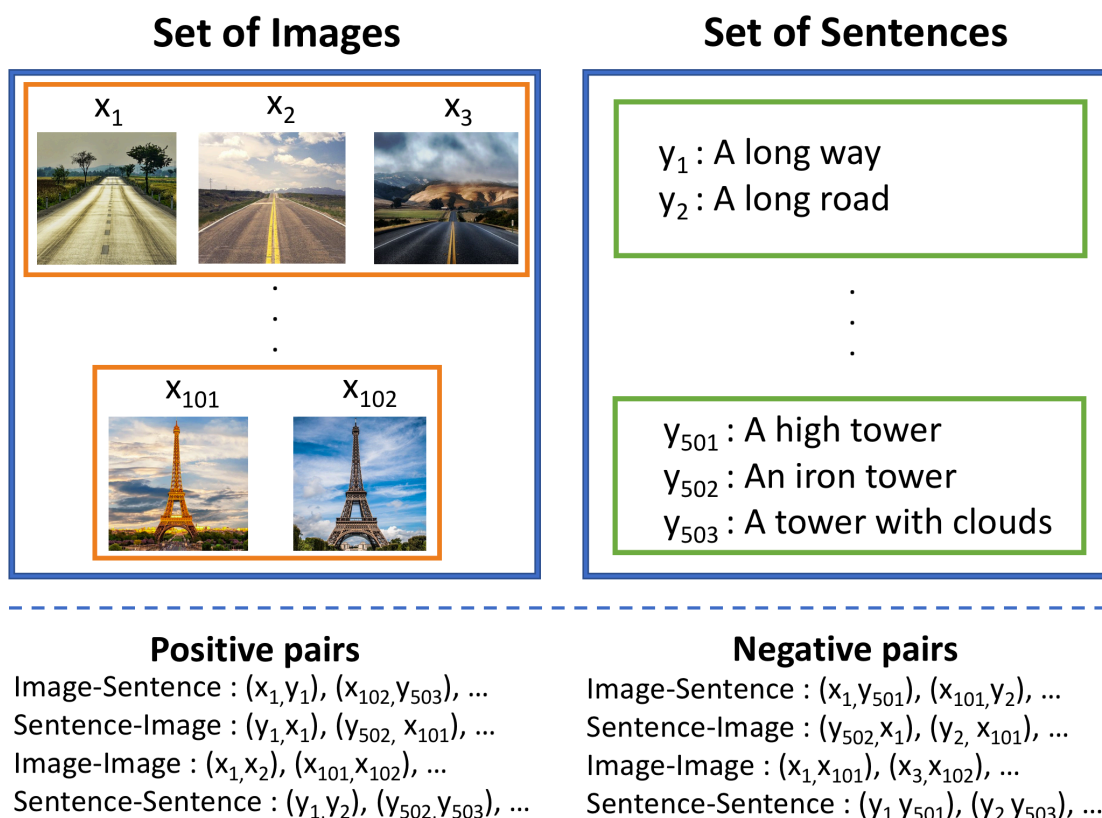 Set of Images
x1 x2 x3
.
.
.
x101 x102
Set of Sentences
y1 : A long way
y2 : A long road
.
.
.
y501 : A high tower
y502 : An iron tower
y503 : A tower with clouds
Positive pairs
Image-Sentence : (x1,y1), (x102,y503), ...
Sentence-Image : (y1,x1), (y502, x101), ...
Image-Image : (x1,x2), (x101,x102), ...
Sentence-Sentence : (y1,y2), (y502,y503), ...
Negative pairs
Image-Sentence : (x1,y501), (x101,y2), ...
Sentence-Image : (y502,x1), (y2, x101), ...
Image-Image : (x1,x101), (x3,x102), ...
Sentence-Sentence : (y1,y501), (y2,y503), ...